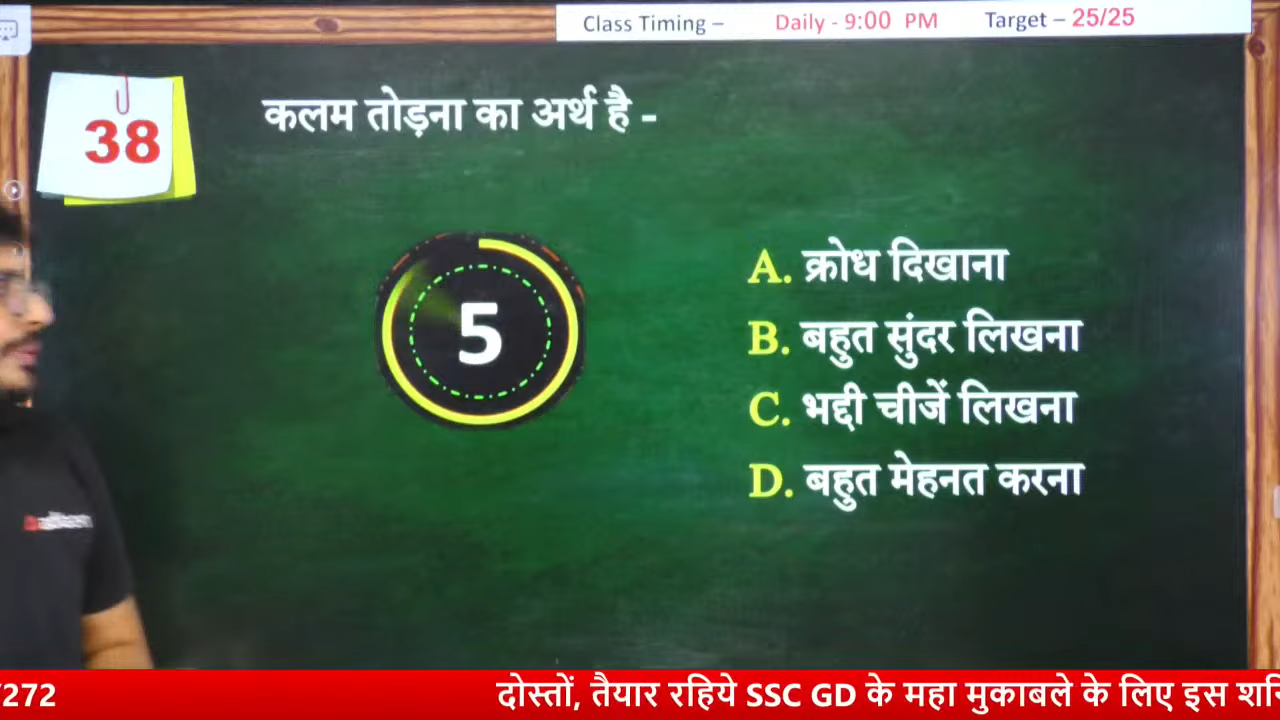 Class Timing – Daily - 9:00 PM Target – 25/25
38
कलम तोड़ना का अर्थ है -
5
A. क्रोध दिखाना
B. बहुत सुंदर लिखना
C. भद्दी चीजें लिखना
D. बहुत मेहनत करना
272 दोस्तों, तैयार रहिये SSC GD के महा मुकाबले के लिए इस